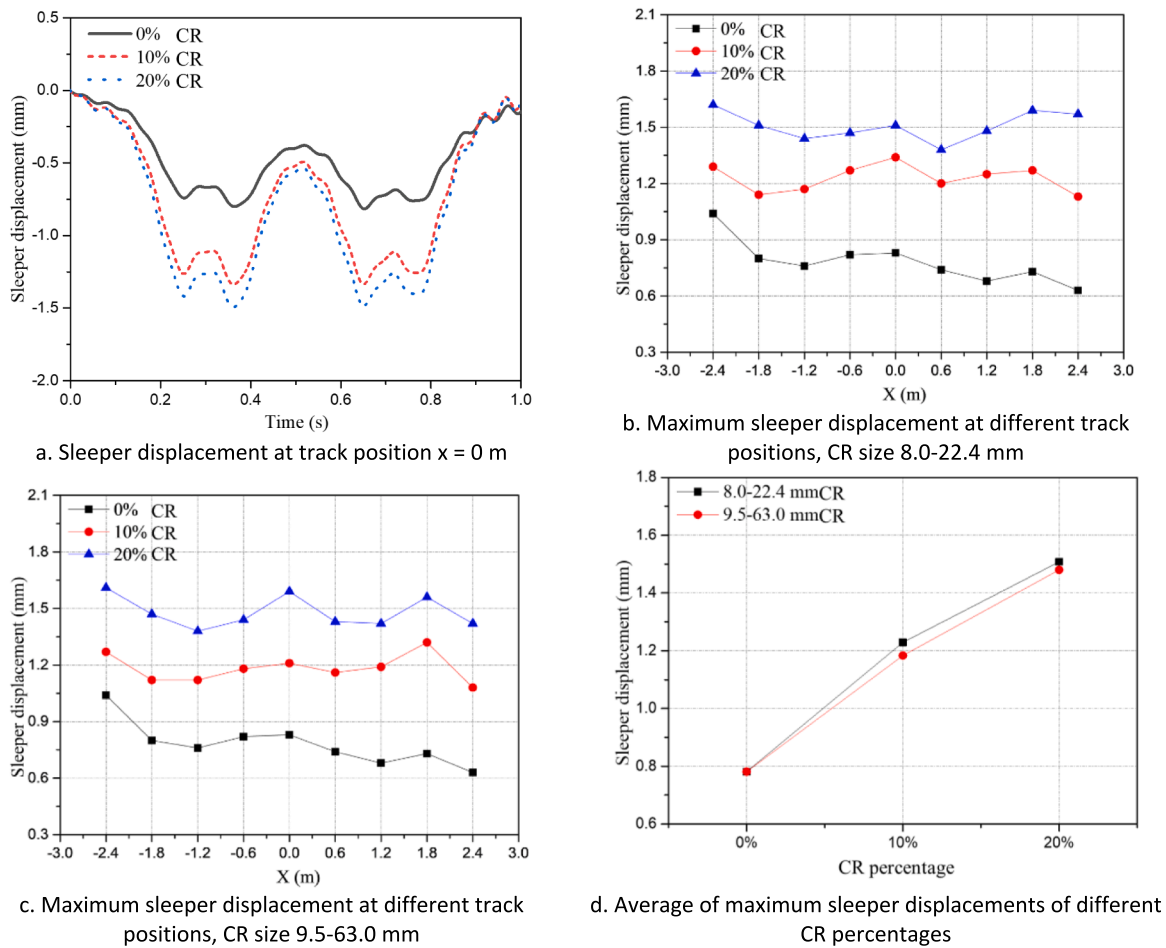 0.5
0.0
-0.5
-1.0
-1.5
-2.0
Sleeper displacement (mm)
0% CR
10% CR
20% CR
0.0 0.2 0.4 0.6 0.8 1.0
Time (s)
a. Sleeper displacement at track position x = 0 m
2.1
1.8
1.5
1.2
0.9
0.6
0.3
Sleeper displacement (mm)
0% CR
10% CR
20% CR
-3.0 -2.4 -1.8 -1.2 -0.6 0.0 0.6 1.2 1.8 2.4 3.0
X (m)
b. Maximum sleeper displacement at different track
positions, CR size 8.0-22.4 mm
2.1
1.8
1.5
1.2
0.9
0.6
0.3
Sleeper displacement (mm)
0% CR
10% CR
20% CR
-3.0 -2.4 -1.8 -1.2 -0.6 0.0 0.6 1.2 1.8 2.4 3.0
X (m)
c. Maximum sleeper displacement at different track
positions, CR size 9.5-63.0 mm
1.8
1.6
1.4
1.2
1.0
0.8
0.6
Sleeper displacement (mm)
8.0-22.4 mmCR
9.5-63.0 mmCR
0% 10% 20%
CR percentage
d. Average of maximum sleeper displacements of different
CR percentages